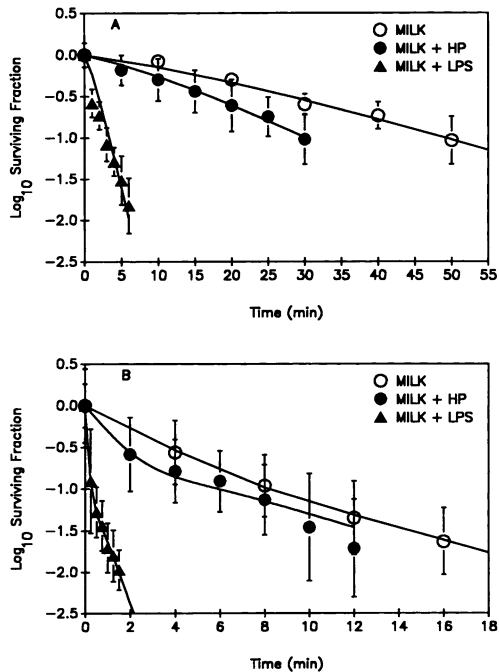 A
○ MILK
● MILK + HP
▲ MILK + LPS
Log10 Surviving Fraction
0.5
0.0
-0.5
-1.0
-1.5
-2.0
-2.5
0 5 10 15 20 25 30 35 40 45 50 55
Time (min)
B
○ MILK
● MILK + HP
▲ MILK + LPS
Log10 Surviving Fraction
0.5
0.0
-0.5
-1.0
-1.5
-2.0
-2.5
0 2 4 6 8 10 12 14 16 18
Time (min)